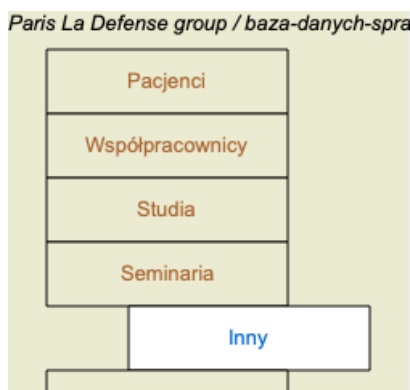 Paris La Defense group / baza-danych-spra
Pacjenci
Współpracownicy
Studia
Seminaria
Inny